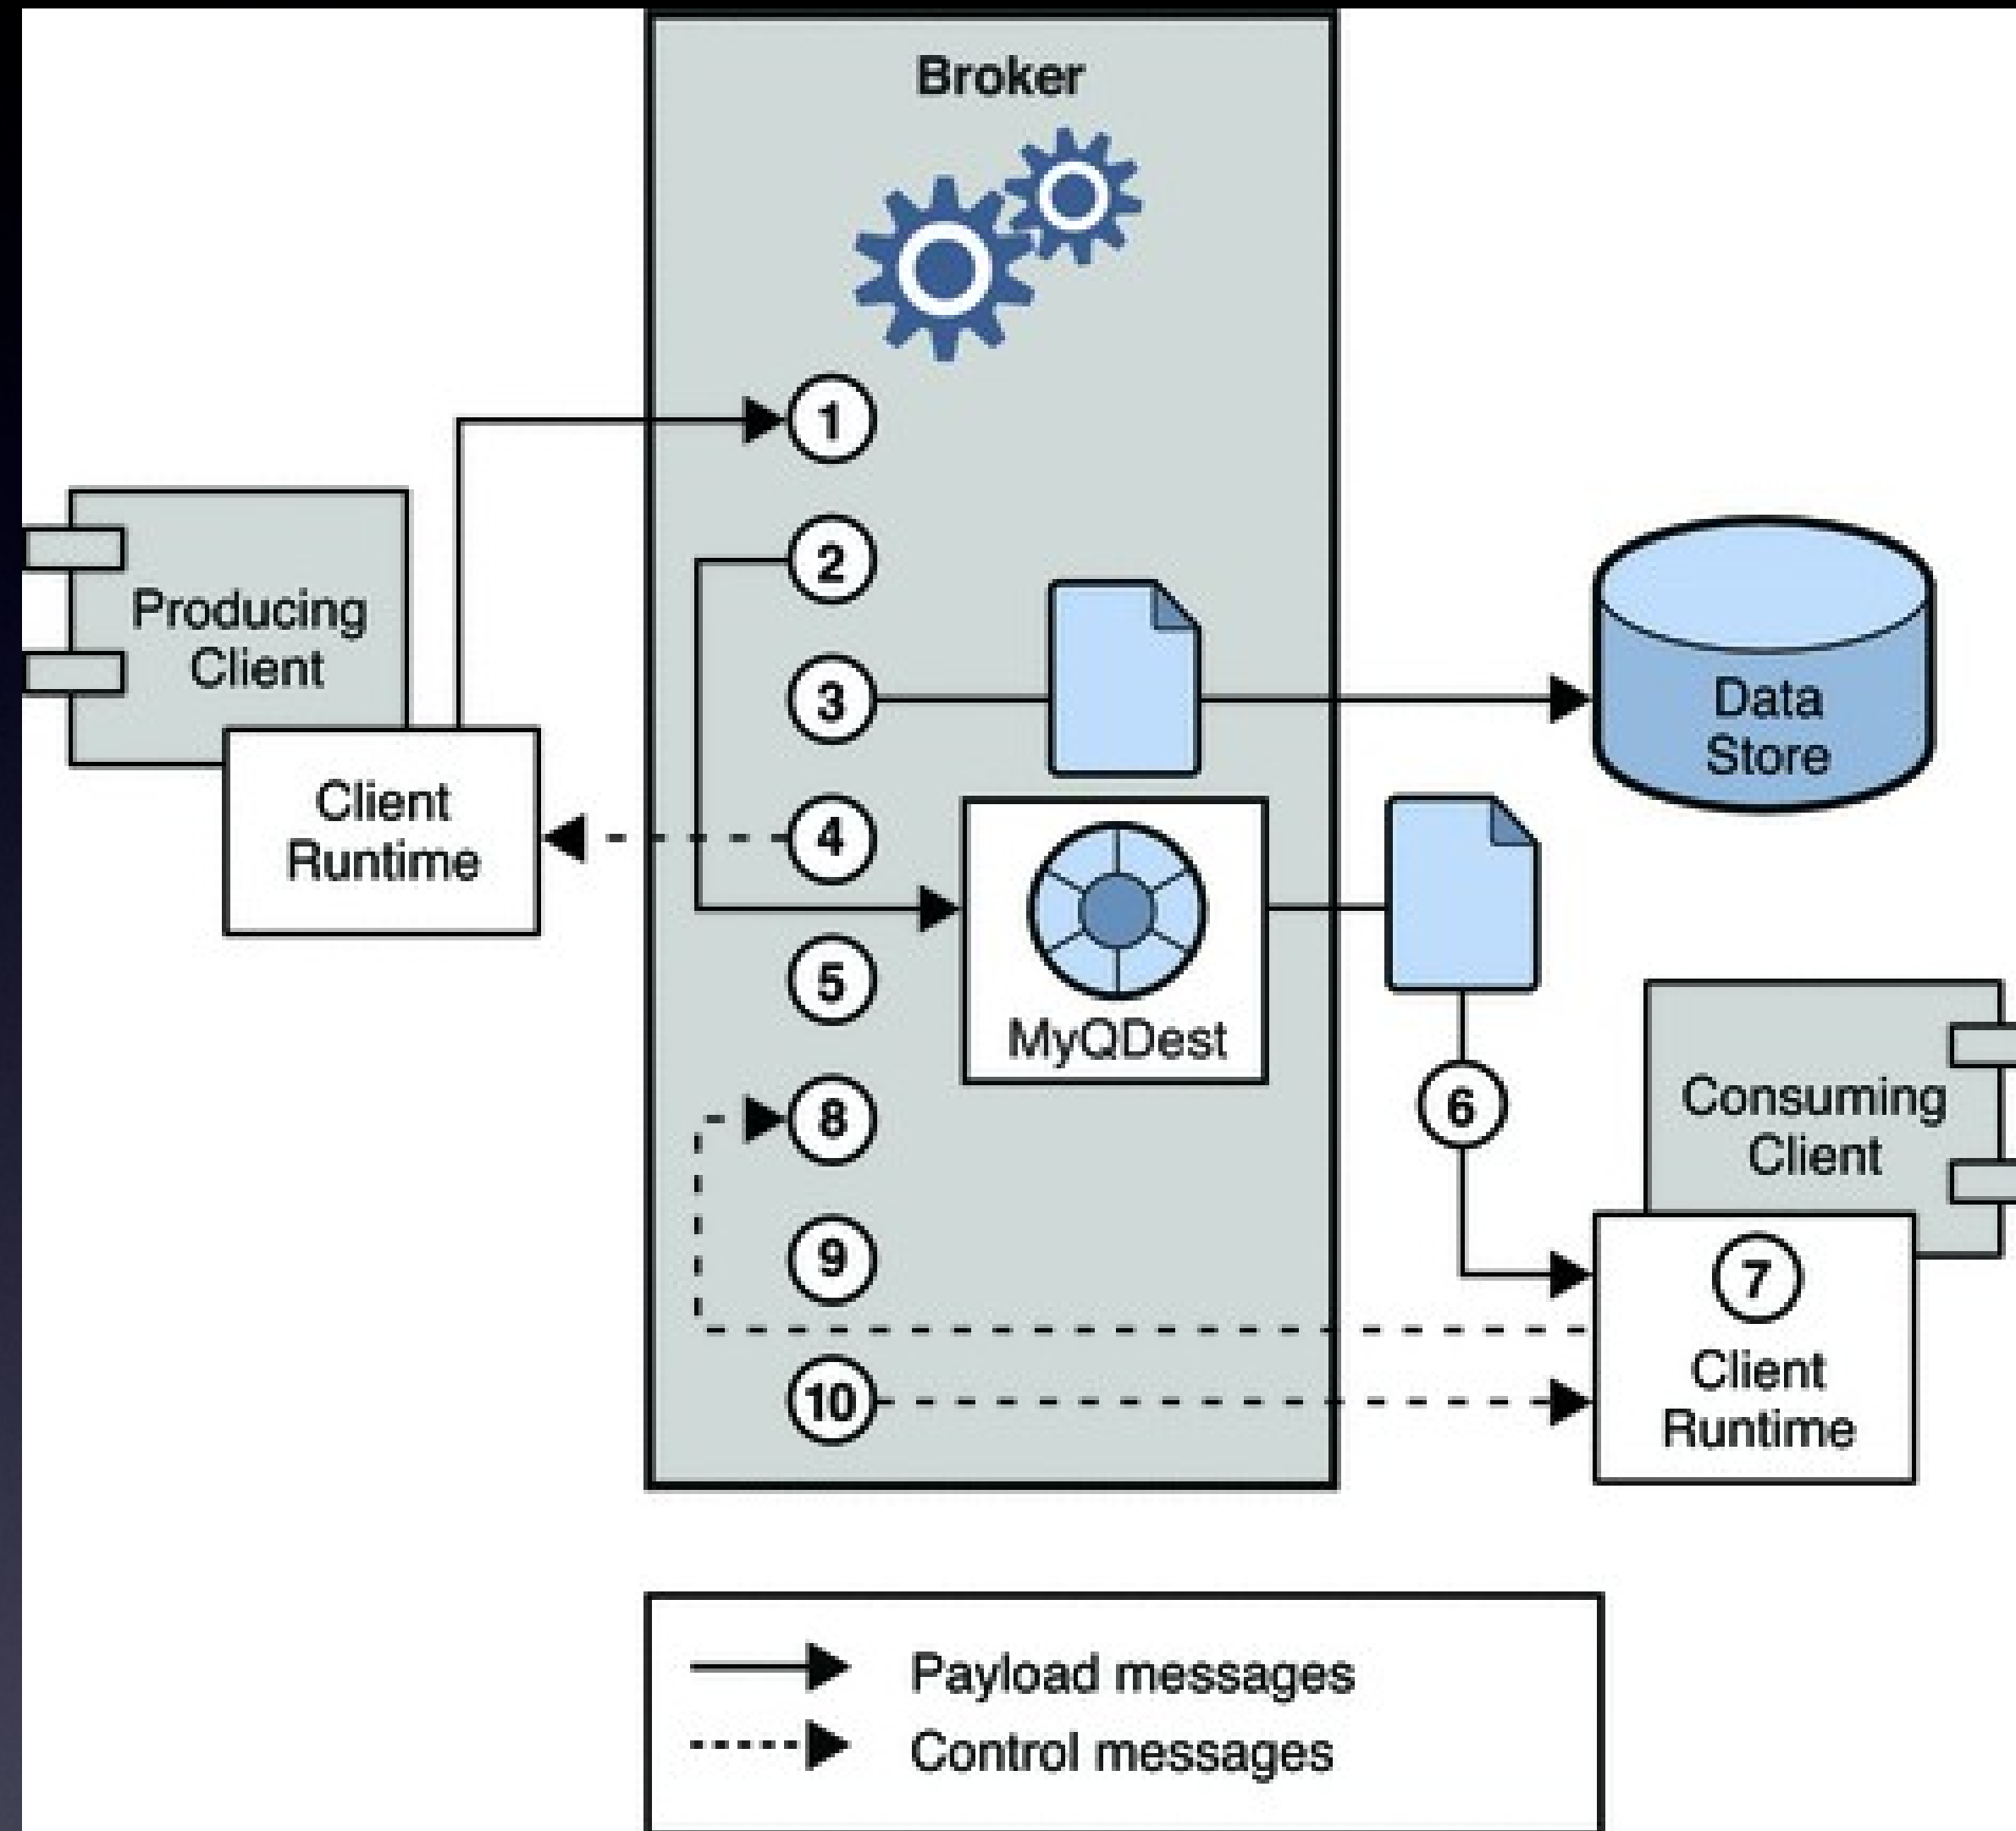 Broker
1
2
Producing
Client
3
Data
Store
Client
Runtime
4
5
MyQDest
8
6
Consuming
Client
9
7
Client
Runtime
10
Payload messages
Control messages